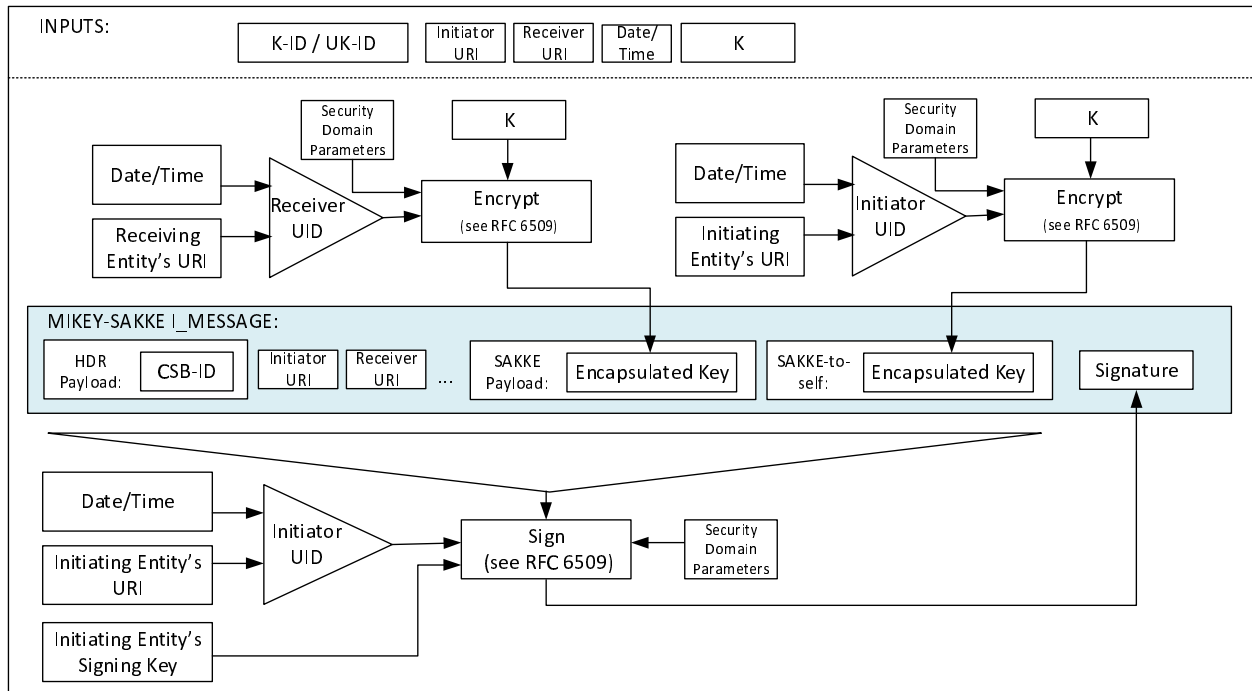 INPUTS:
K-ID / UK-ID
Initiator
URI
Receiver
URI
Date/
Time
K
Security
Domain
Parameters
K
Date/Time
Receiver
UID
Encrypt
(see RFC 6509)
Receiving
Entity's URI
Security
Domain
Parameters
K
Date/Time
Initiator
UID
Encrypt
(see RFC 6509)
Initiating
Entity's URI
MIKEY-SAKKE I_MESSAGE:
HDR
Payload:
CSB-ID
Initiator
URI
Receiver
URI
...
SAKKE
Payload:
Encapsulated Key
SAKKE-to-
self:
Encapsulated Key
Signature
Date/Time
Initiator
UID
Initiating Entity's
URI
Sign
(see RFC 6509)
Security
Domain
Parameters
Initiating Entity's
Signing Key